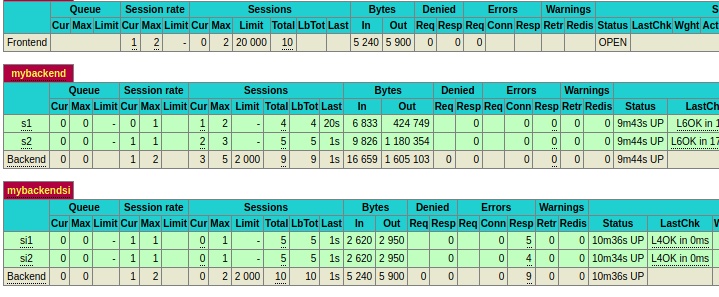 Queue Session rate Sessions Bytes Denied Errors Warnings
Cur Max Limit Cur Max Limit Cur Max Limit Total LbTot Last In Out Req Resp Req Conn Resp Retr Redis Status LastChk Wght Act
Frontend 1 2 - 0 2 20 000 10 5 240 5 900 0 0 0 OPEN
mybackend
Queue Session rate Sessions Bytes Denied Errors Warnings
Cur Max Limit Cur Max Limit Cur Max Limit Total LbTot Last In Out Req Resp Req Conn Resp Retr Redis Status LastCh
s1 0 0 - 0 1 1 2 - 4 4 20s 6 833 424 749 0 0 0 0 0 9m43s UP L6OK in 1
s2 0 0 - 1 1 2 3 - 5 5 1s 9 826 1 180 354 0 0 0 0 0 9m44s UP L6OK in 17
Backend 0 0 1 2 3 5 2 000 9 9 1s 16 659 1 605 103 0 0 0 0 0 0 9m44s UP
mybackendsi
Queue Session rate Sessions Bytes Denied Errors Warnings
Cur Max Limit Cur Max Limit Cur Max Limit Total LbTot Last In Out Req Resp Req Conn Resp Retr Redis Status LastChk
si1 0 0 - 1 1 0 1 - 5 5 1s 2 620 2 950 0 0 5 0 0 10m36s UP L4OK in 0ms
si2 0 0 - 1 1 0 1 - 5 5 1s 2 620 2 950 0 0 4 0 0 10m34s UP L4OK in 0ms
Backend 0 0 1 2 0 2 2 000 10 10 1s 5 240 5 900 0 0 0 9 0 0 10m36s UP